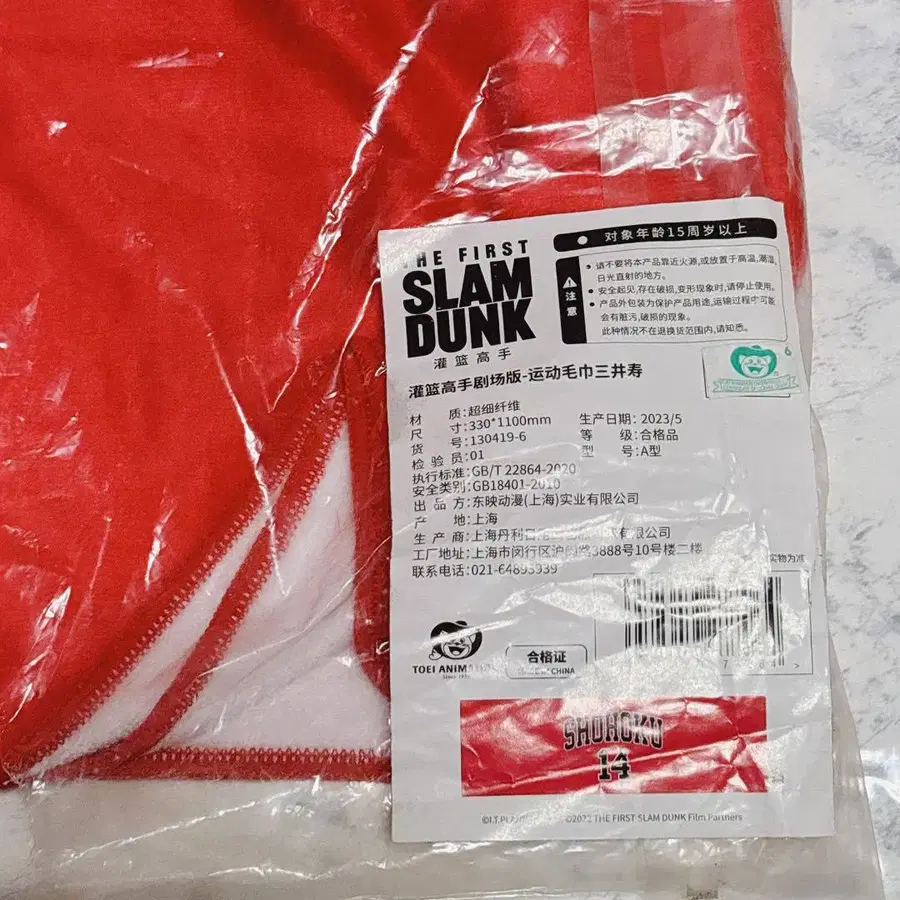 THE FIRST
SLAM
DUNK
灌篮高手
对象年龄15周岁以上
注意
请不要将本产品靠近火源,或放置于高温,潮湿,
日光直射的地方。
安全起见,存在破损,变形现象时,请停止使用。
产品外包装为保护产品用途,运输过程中可能
会有脏污,破损的现象。
此种情况不在退换货范围内,请知悉。
灌篮高手剧场版-运动毛巾三井寿
材质:超细纤维
尺寸:330*1100mm
生产日期:2023/5
货号:130419-6
等级:合格品
检验员:01
型号:A型
执行标准:GB/T 22864-2020
安全类别:GB18401-2010
出品方:东映动漫(上海)实业有限公司
产地:上海
生产商:上海丹利日 有限公司
工厂地址:上海市闵行区沪闵路3888号10号楼二楼
联系电话:021-64893939
实物为准
TOEI ANIMATION
Since 1956
合格证
CHINA
SHOHOKU
14
©I.T.PLAN ©2022 THE FIRST SLAM DUNK Film Partners